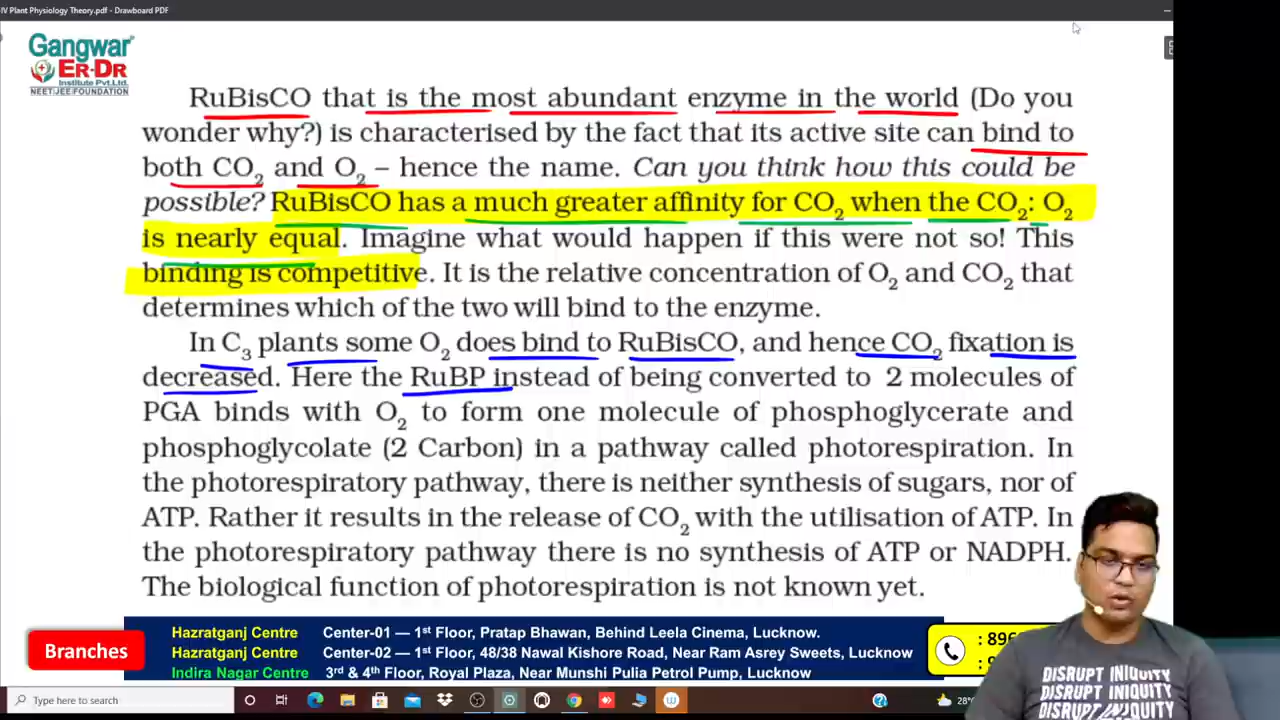 -IV Plant Physiology Theory.pdf - Drawboard PDF
Gangwar
ER-DR
Institute Pvt.Ltd.
NEET|JEE|FOUNDATION
RuBisCO that is the most abundant enzyme in the world (Do you
wonder why?) is characterised by the fact that its active site can bind to
both CO₂ and O₂ – hence the name. Can you think how this could be
possible? RuBisCO has a much greater affinity for CO₂ when the CO₂: O₂
is nearly equal. Imagine what would happen if this were not so! This
binding is competitive. It is the relative concentration of O₂ and CO₂ that
determines which of the two will bind to the enzyme.
In C₃ plants some O₂ does bind to RuBisCO, and hence CO₂ fixation is
decreased. Here the RuBP instead of being converted to 2 molecules of
PGA binds with O₂ to form one molecule of phosphoglycerate and
phosphoglycolate (2 Carbon) in a pathway called photorespiration. In
the photorespiratory pathway, there is neither synthesis of sugars, nor of
ATP. Rather it results in the release of CO₂ with the utilisation of ATP. In
the photorespiratory pathway there is no synthesis of ATP or NADPH.
The biological function of photorespiration is not known yet.
Branches
Hazratganj Centre Center-01 — 1st Floor, Pratap Bhawan, Behind Leela Cinema, Lucknow.
Hazratganj Centre Center-02 — 1st Floor, 48/38 Nawal Kishore Road, Near Ram Asrey Sweets, Lucknow
Indira Nagar Centre 3rd & 4th Floor, Royal Plaza, Near Munshi Pulia Petrol Pump, Lucknow
: 896
: 9
DISRUPT INIQUITY
DISRUPT INIQUITY
DISRUPT INIQUITY
Type here to search
28°